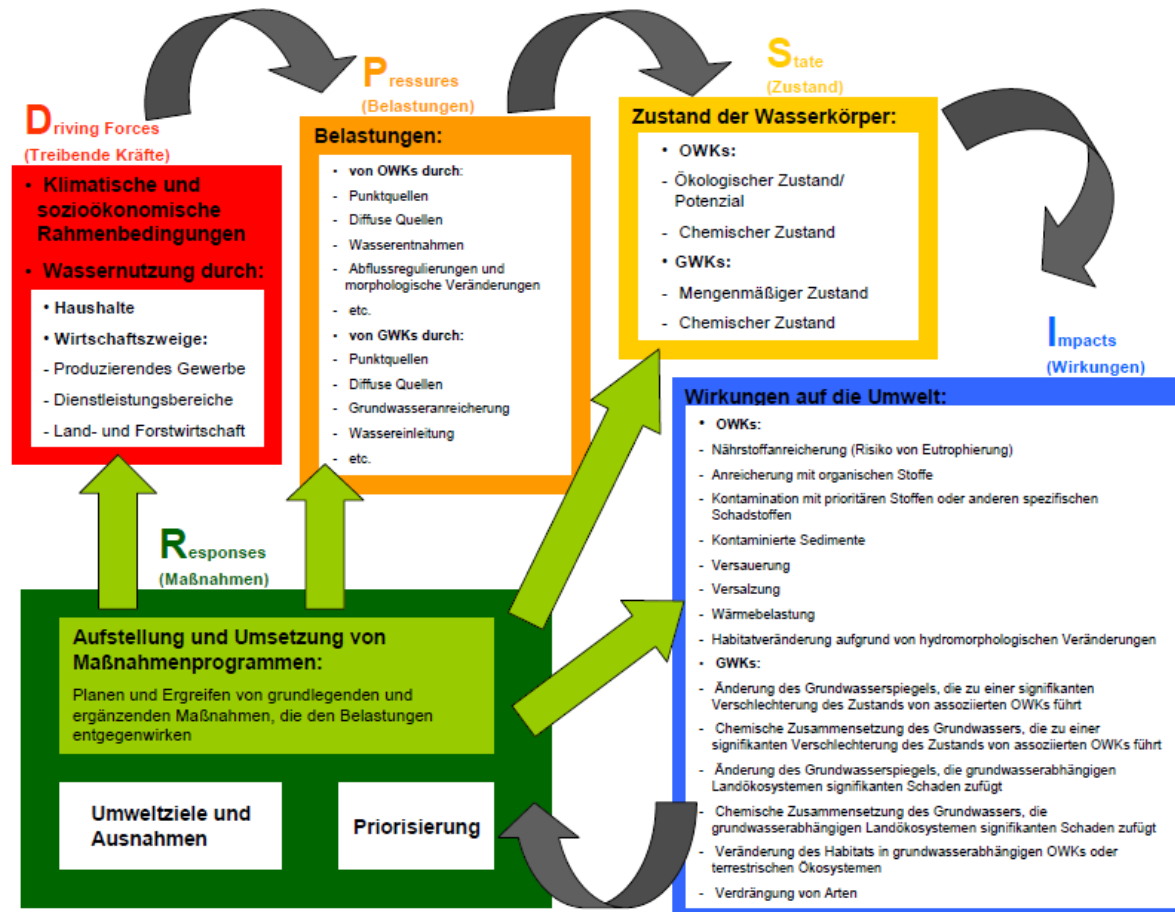 Driving Forces
(Treibende Kräfte)
• Klimatische und
sozioökonomische
Rahmenbedingungen
• Wassernutzung durch:
• Haushalte
• Wirtschaftszweige:
- Produzierendes Gewerbe
- Dienstleistungsbereiche
- Land- und Forstwirtschaft
Pressures
(Belastungen)
Belastungen:
• von OWKs durch:
- Punktquellen
- Diffuse Quellen
- Wasserentnahmen
- Abflussregulierungen und
morphologische Veränderungen
- etc.
• von GWKs durch:
- Punktquellen
- Diffuse Quellen
- Grundwasseranreicherung
- Wassereinleitung
- etc.
State
(Zustand)
Zustand der Wasserkörper:
• OWKs:
- Ökologischer Zustand/
Potenzial
- Chemischer Zustand
• GWKs:
- Mengenmäßiger Zustand
- Chemischer Zustand
Impacts
(Wirkungen)
Wirkungen auf die Umwelt:
• OWKs:
- Nährstoffanreicherung (Risiko von Eutrophierung)
- Anreicherung mit organischen Stoffe
- Kontamination mit prioritären Stoffen oder anderen spezifischen
Schadstoffen
- Kontaminierte Sedimente
- Versauerung
- Versalzung
- Wärmebelastung
- Habitatveränderung aufgrund von hydromorphologischen Veränderungen
• GWKs:
- Änderung des Grundwasserspiegels, die zu einer signifikanten
Verschlechterung des Zustands von assoziierten OWKs führt
- Chemische Zusammensetzung des Grundwassers, die zu einer
signifikanten Verschlechterung des Zustands von assoziierten OWKs führt
- Änderung des Grundwasserspiegels, die grundwasserabhängigen
Landökosystemen signifikanten Schaden zufügt
- Chemische Zusammensetzung des Grundwassers, die
grundwasserabhängigen Landökosystemen signifikanten Schaden zufügt
- Veränderung des Habitats in grundwasserabhängigen OWKs oder
terrestrischen Ökosystemen
- Verdrängung von Arten
Responses
(Maßnahmen)
Aufstellung und Umsetzung von
Maßnahmenprogrammen:
Planen und Ergreifen von grundlegenden und
ergänzenden Maßnahmen, die den Belastungen
entgegenwirken
Umweltziele und
Ausnahmen
Priorisierung